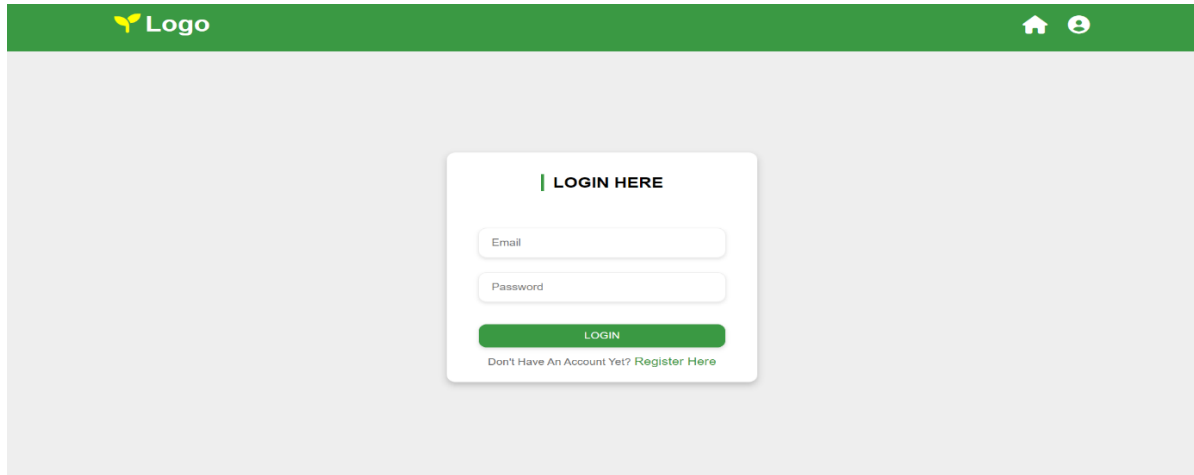 Logo
LOGIN HERE
Email
Password
LOGIN
Don't Have An Account Yet? Register Here